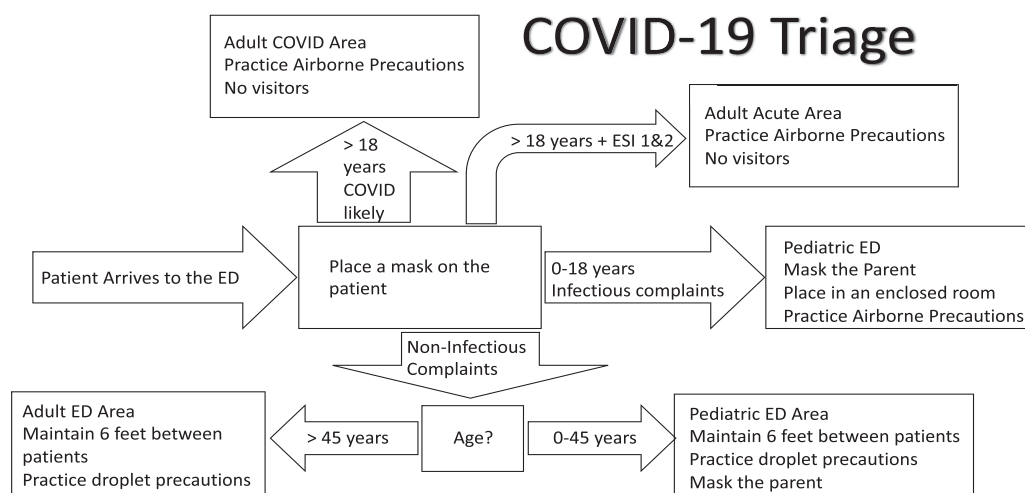 COVID-19 Triage
Adult COVID Area
Practice Airborne Precautions
No visitors
Adult Acute Area
Practice Airborne Precautions
No visitors
> 18
years
COVID
likely
> 18 years + ESI 1&2
Patient Arrives to the ED
Place a mask on the
patient
0-18 years
Infectious complaints
Pediatric ED
Mask the Parent
Place in an enclosed room
Practice Airborne Precautions
Non-Infectious
Complaints
Adult ED Area
Maintain 6 feet between
patients
Practice droplet precautions
> 45 years
Age?
0-45 years
Pediatric ED Area
Maintain 6 feet between patients
Practice droplet precautions
Mask the parent